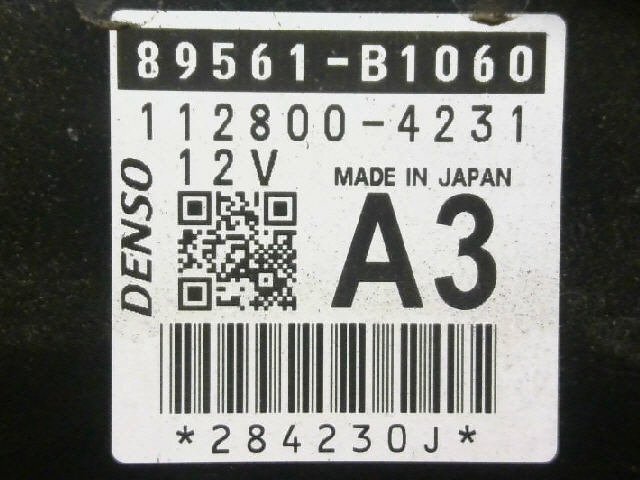 89561-B1060
112800-4231
12V
MADE IN JAPAN
DENSO
A3
*284230J*